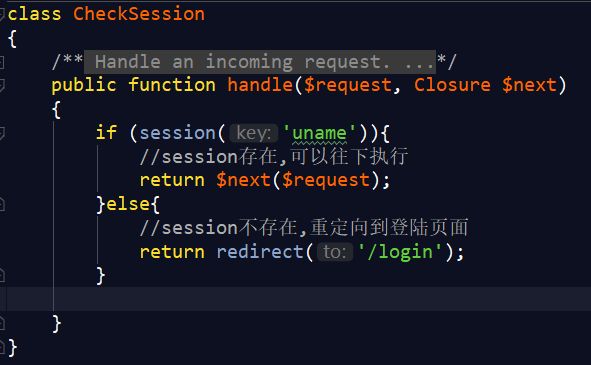 class CheckSession
{
/** Handle an incoming request. ...*/
public function handle($request, Closure $next)
{
if (session( key: 'uname')){
//session存在,可以往下执行
return $next($request);
}else{
//session不存在,重定向到登陆页面
return redirect( to: '/login');
}
}
}